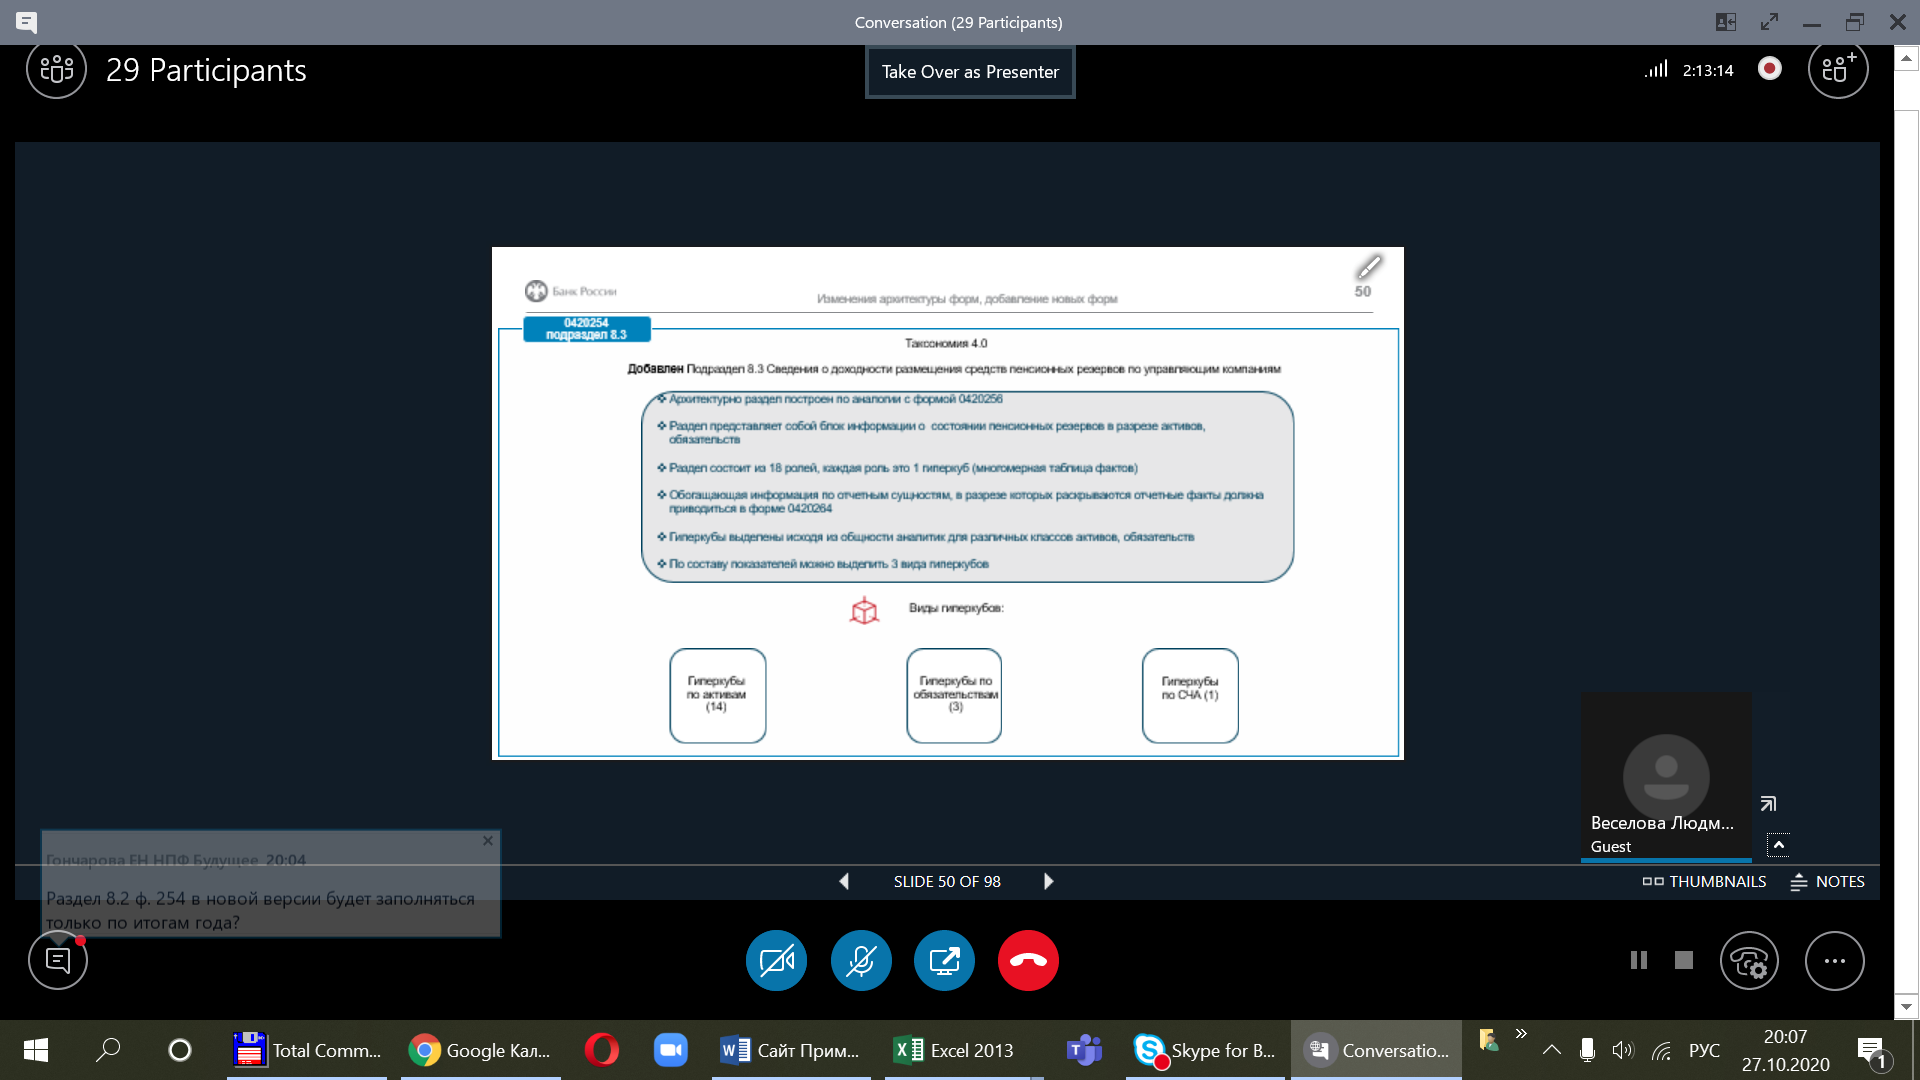 Conversation (29 Participants)
29 Participants
Take Over as Presenter
2:13:14
Банк России
Изменения архитектуры форм, добавление новых форм
50
0420254
подраздел 8.3
Таксономия 4.0
Добавлен Подраздел 8.3 Сведения о доходности размещения средств пенсионных резервов по управляющим компаниям
❖ Архитектурно раздел построен по аналогии с формой 0420256
❖ Раздел представляет собой блок информации о состоянии пенсионных резервов в разрезе активов,
обязательств
❖ Раздел состоит из 18 ролей, каждая роль это 1 гиперкуб (многомерная таблица фактов)
❖ Обогащающая информация по отчетным сущностям, в разрезе которых раскрываются отчетные факты должна
приводиться в форме 0420264
❖ Гиперкубы выделены исходя из общности аналитик для различных классов активов, обязательств
❖ По составу показателей можно выделить 3 вида гиперкубов
Виды гиперкубов:
Гиперкубы
по активам
(14)
Гиперкубы по
обязательствам
(3)
Гиперкубы
по СЧА (1)
Веселова Людм...
Guest
Гончарова ЕН НПФ Будущее 20:04
Раздел 8.2 ф. 254 в новой версии будет заполняться
только по итогам года?
SLIDE 50 OF 98
THUMBNAILS
NOTES
Total Comm...
Google Кал...
Сайт Прим...
Excel 2013
Skype for B...
Conversatio...
РУС
20:07
27.10.2020
1